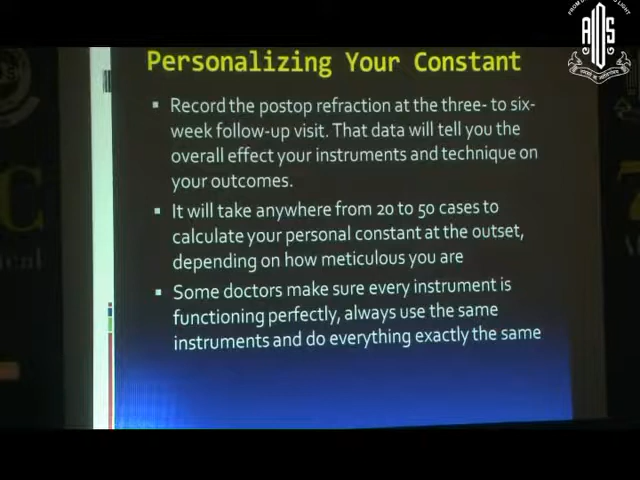 Personalizing Your Constant
Record the postop refraction at the three- to six-
week follow-up visit. That data will tell you the
overall effect your instruments and technique on
your outcomes.
It will take anywhere from 20 to 50 cases to
calculate your personal constant at the outset,
depending on how meticulous you are
Some doctors make sure every instrument is
functioning perfectly, always use the same
instruments and do everything exactly the same